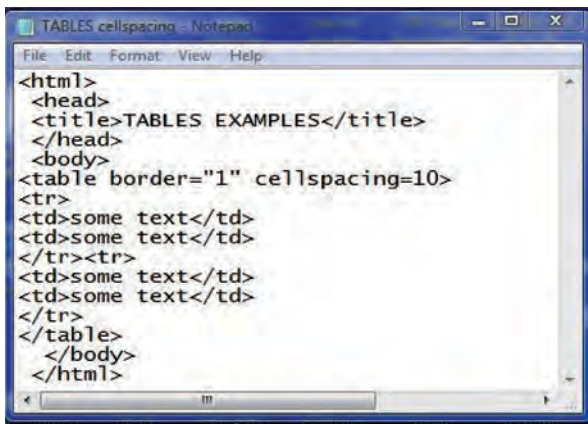 TABLES cellspacing - Notepad
File Edit Format View Help
<html>
<head>
<title>TABLES EXAMPLES</title>
</head>
<body>
<table border="1" cellspacing=10>
<tr>
<td>some text</td>
<td>some text</td>
</tr><tr>
<td>some text</td>
<td>some text</td>
</tr>
</table>
</body>
</html>